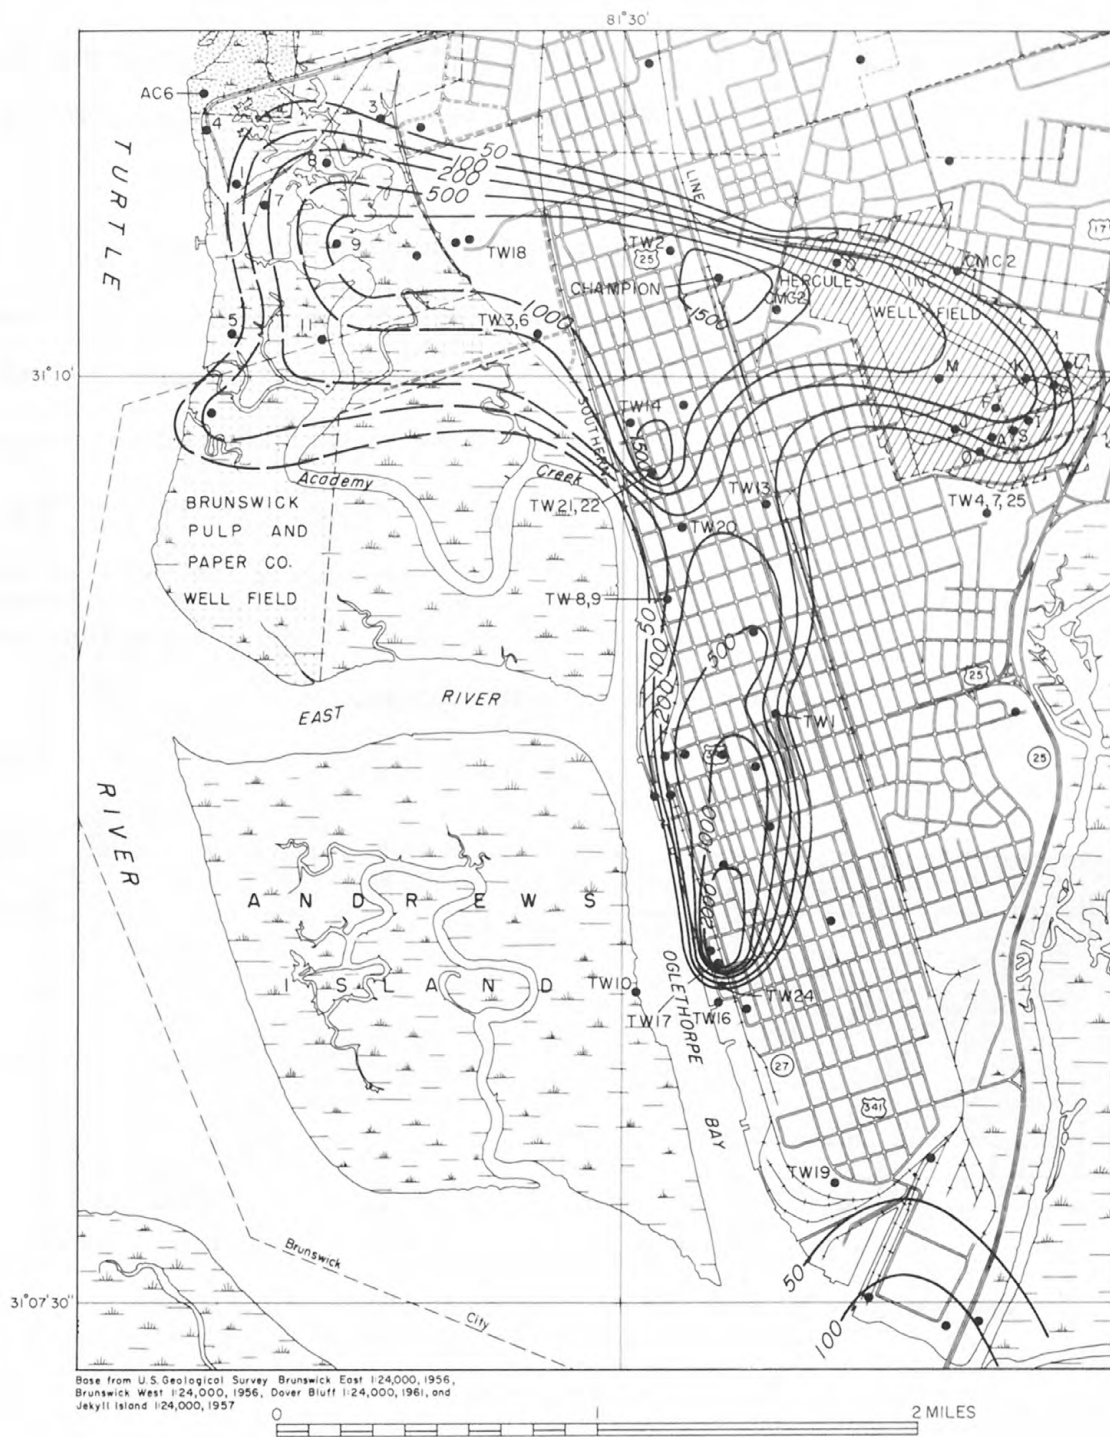 81°30'
AC6
TURTLE
4
3
8
1
7
50
100
200
500
9
TW18
1000
TW3,6
5
11
LINE
17
TW2
25
CHAMPION
1500
CMC2
HERCULES INC.
CMC2
WELL FIELD
M
K
F
A
S
31°10'
SOUTHERN
TW14
1500
Academy
Creek
TW21,22
TW13
TW4,7,25
TW20
BRUNSWICK
PULP AND
PAPER CO.
WELL FIELD
TW8,9
50
100
200
500
25
EAST RIVER
TW1
25
RIVER
1000
ANDREWS
ISLAND
OGLETHORPE
BAY
TW10
TW17
TW16
TW24
27
341
TW19
50
100
Brunswick
City
31°07'30"
Base from U.S. Geological Survey Brunswick East 1:24,000, 1956,
Brunswick West 1:24,000, 1956, Dover Bluff 1:24,000, 1961, and
Jekyll Island 1:24,000, 1957
0 1 2 MILES